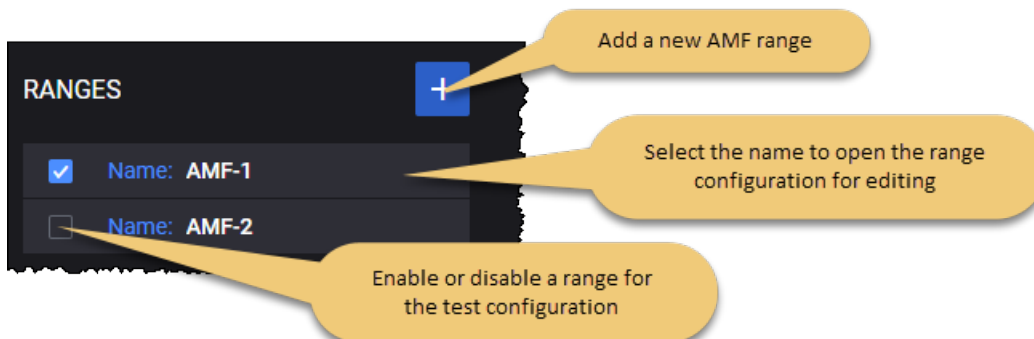 Add a new AMF range
RANGES
+
Select the name to open the range
configuration for editing
Name: AMF-1
Name: AMF-2
Enable or disable a range for
the test configuration